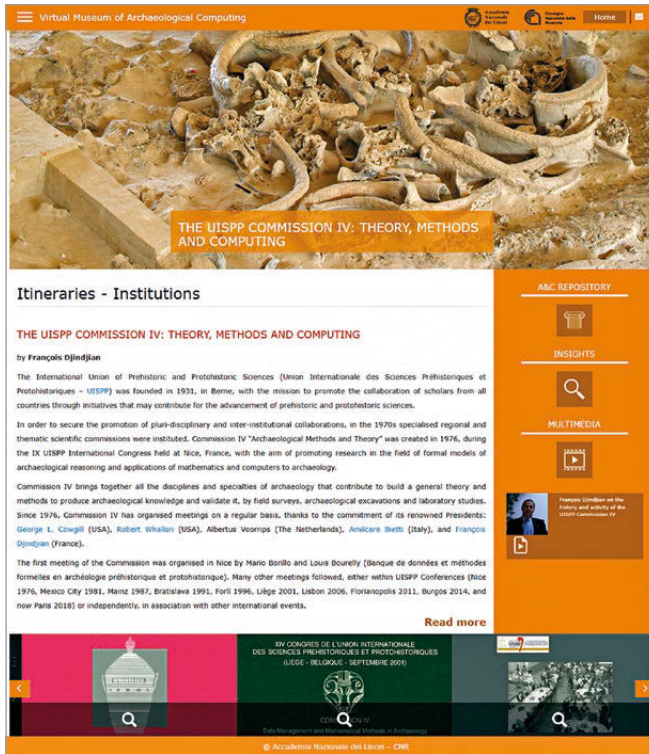 Virtual Museum of Archaeological Computing
Accademia
Nazionale
dei Lincei
Consiglio
Nazionale delle
Ricerche
Home
THE UISPP COMMISSION IV: THEORY, METHODS
AND COMPUTING
Itineraries - Institutions
THE UISPP COMMISSION IV: THEORY, METHODS AND COMPUTING
by François Djindjian
The International Union of Prehistoric and Protohistoric Sciences (Union Internationale des Sciences Préhistoriques et
Protohistoriques – UISPP) was founded in 1931, in Berne, with the mission to promote the collaboration of scholars from all
countries through initiatives that may contribute for the advancement of prehistoric and protohistoric sciences.
In order to secure the promotion of pluri-disciplinary and inter-institutional collaborations, in the 1970s specialised regional and
thematic scientific commissions were instituted. Commission IV "Archaeological Methods and Theory" was created in 1976, during
the IX UISPP International Congress held at Nice, France, with the aim of promoting research in the field of formal models of
archaeological reasoning and applications of mathematics and computers to archaeology.
Commission IV brings together all the disciplines and specialties of archaeology that contribute to build a general theory and
methods to produce archaeological knowledge and validate it, by field surveys, archaeological excavations and laboratory studies.
Since 1976, Commission IV has organised meetings on a regular basis, thanks to the commitment of its renowned Presidents:
George L. Cowgill (USA), Robert Whallon (USA), Albertus Voorrips (The Netherlands), Amilcare Bietti (Italy), and François
Djindjian (France).
The first meeting of the Commission was organised in Nice by Mario Borillo and Louis Bourelly (Banque de données et méthodes
formelles en archéologie préhistorique et protohistorique). Many other meetings followed, either within UISPP Conferences (Nice
1976, Mexico City 1981, Mainz 1987, Bratislava 1991, Forlì 1996, Liège 2001, Lisbon 2006, Florianopolis 2011, Burgos 2014, and
now Paris 2018) or independently, in association with other international events.
Read more
A&C REPOSITORY
INSIGHTS
MULTIMEDIA
François Djindjian on the
history and activity of the
UISPP Commission IV
XIV CONGRES DE L'UNION INTERNATIONALE
DES SCIENCES PREHISTORIQUES ET PROTOHISTORIQUES
(LIEGE - BELGIQUE - SEPTEMBRE 2001)
COMMISSION IV
Data Management and Mathematical Methods in Archaeology
© Accademia Nazionale dei Lincei - CNR